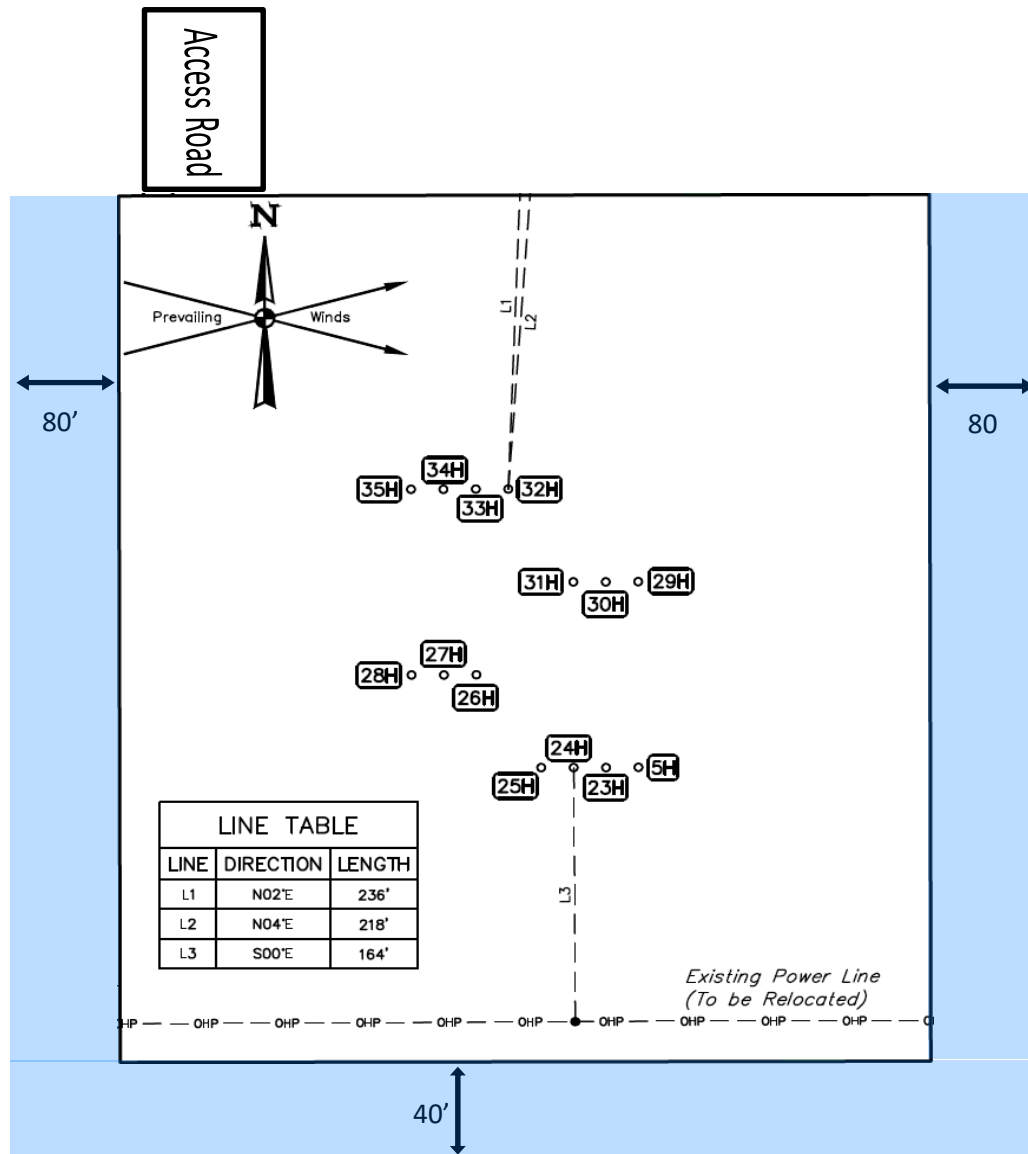 Access Road
N
Prevailing Winds
L1
L2
80'
80
34H
35H
32H
33H
31H
29H
30H
27H
28H
26H
24H
25H
23H
5H
LINE TABLE
LINE DIRECTION LENGTH
L1 N02°E 236'
L2 N04°E 218'
L3 S00°E 164'
L3
Existing Power Line
(To be Relocated)
HP OHP OHP OHP OHP OHP OHP OHP OHP OHP O
40'